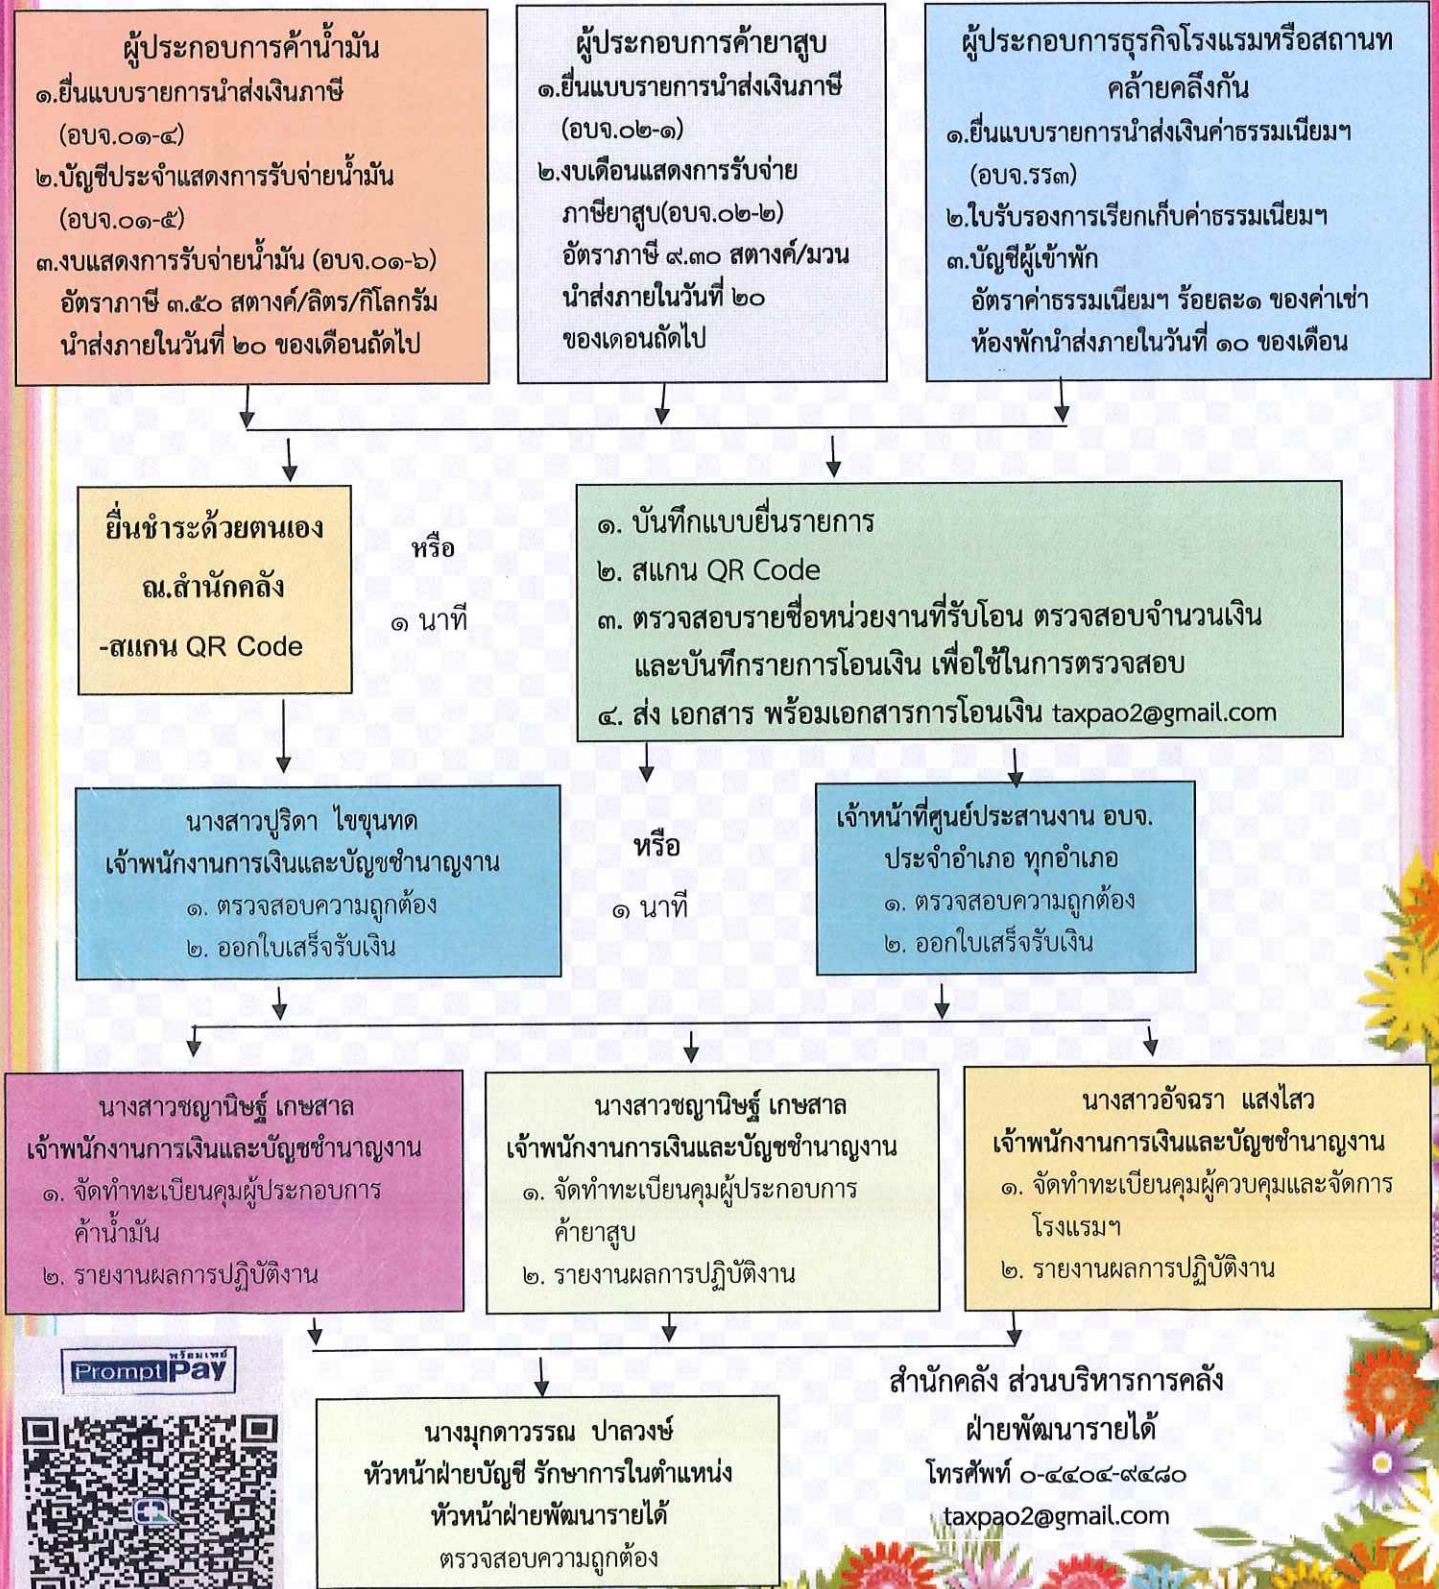 ผู้ประกอบการค้าน้ำมัน
๑.ยื่นแบบรายการนำส่งเงินภาษี
(อบจ.๐๑-๔)
๒.บัญชีประจำแสดงการรับจ่ายน้ำมัน
(อบจ.๐๑-๕)
๓.งบแสดงการรับจ่ายน้ำมัน (อบจ.๐๑-๖)
อัตราภาษี ๓.๕๐ สตางค์/ลิตร/กิโลกรัม
นำส่งภายในวันที่ ๒๐ ของเดือนถัดไป
ผู้ประกอบการค้ายาสูบ
๑.ยื่นแบบรายการนำส่งเงินภาษี
(อบจ.๐๒-๑)
๒.งบเดือนแสดงการรับจ่าย
ภาษียาสูบ(อบจ.๐๒-๒)
อัตราภาษี ๙.๓๐ สตางค์/มวน
นำส่งภายในวันที่ ๒๐
ของเดอนถัดไป
ผู้ประกอบการธุรกิจโรงแรมหรือสถานท
คล้ายคลึงกัน
๑.ยื่นแบบรายการนำส่งเงินค่าธรรมเนียมฯ
(อบจ.รร๓)
๒.ใบรับรองการเรียกเก็บค่าธรรมเนียมฯ
๓.บัญชีผู้เข้าพัก
อัตราค่าธรรมเนียมฯ ร้อยละ๑ ของค่าเช่า
ห้องพักนำส่งภายในวันที่ ๑๐ ของเดือน
ยื่นชำระด้วยตนเอง
ณ.สำนักคลัง
-สแกน QR Code
หรือ
๑ นาที
๑. บันทึกแบบยื่นรายการ
๒. สแกน QR Code
๓. ตรวจสอบรายชื่อหน่วยงานที่รับโอน ตรวจสอบจำนวนเงิน
และบันทึกรายการโอนเงิน เพื่อใช้ในการตรวจสอบ
๔. ส่ง เอกสาร พร้อมเอกสารการโอนเงิน taxpao2@gmail.com
นางสาวปูริดา ไขขุนทด
เจ้าพนักงานการเงินและบัญชชำนาญงาน
๑. ตรวจสอบความถูกต้อง
๒. ออกใบเสร็จรับเงิน
หรือ
๑ นาที
เจ้าหน้าที่ศูนย์ประสานงาน อบจ.
ประจำอำเภอ ทุกอำเภอ
๑. ตรวจสอบความถูกต้อง
๒. ออกใบเสร็จรับเงิน
นางสาวชญานิษฐ์ เกษสาล
เจ้าพนักงานการเงินและบัญชชำนาญงาน
๑. จัดทำทะเบียนคุมผู้ประกอบการ
ค้าน้ำมัน
๒. รายงานผลการปฏิบัติงาน
นางสาวชญานิษฐ์ เกษสาล
เจ้าพนักงานการเงินและบัญชชำนาญงาน
๑. จัดทำทะเบียนคุมผู้ประกอบการ
ค้ายาสูบ
๒. รายงานผลการปฏิบัติงาน
นางสาวอัจฉรา แสงไสว
เจ้าพนักงานการเงินและบัญชชำนาญงาน
๑. จัดทำทะเบียนคุมผู้ควบคุมและจัดการ
โรงแรมฯ
๒. รายงานผลการปฏิบัติงาน
พร้อมเพย์
PromptPay
นางมุกดาวรรณ ปาลวงษ์
หัวหน้าฝ่ายบัญชี รักษาการในตำแหน่ง
หัวหน้าฝ่ายพัฒนารายได้
ตรวจสอบความถูกต้อง
สำนักคลัง ส่วนบริหารการคลัง
ฝ่ายพัฒนารายได้
โทรศัพท์ ๐-๔๔๐๔-๙๔๘๐
taxpao2@gmail.com